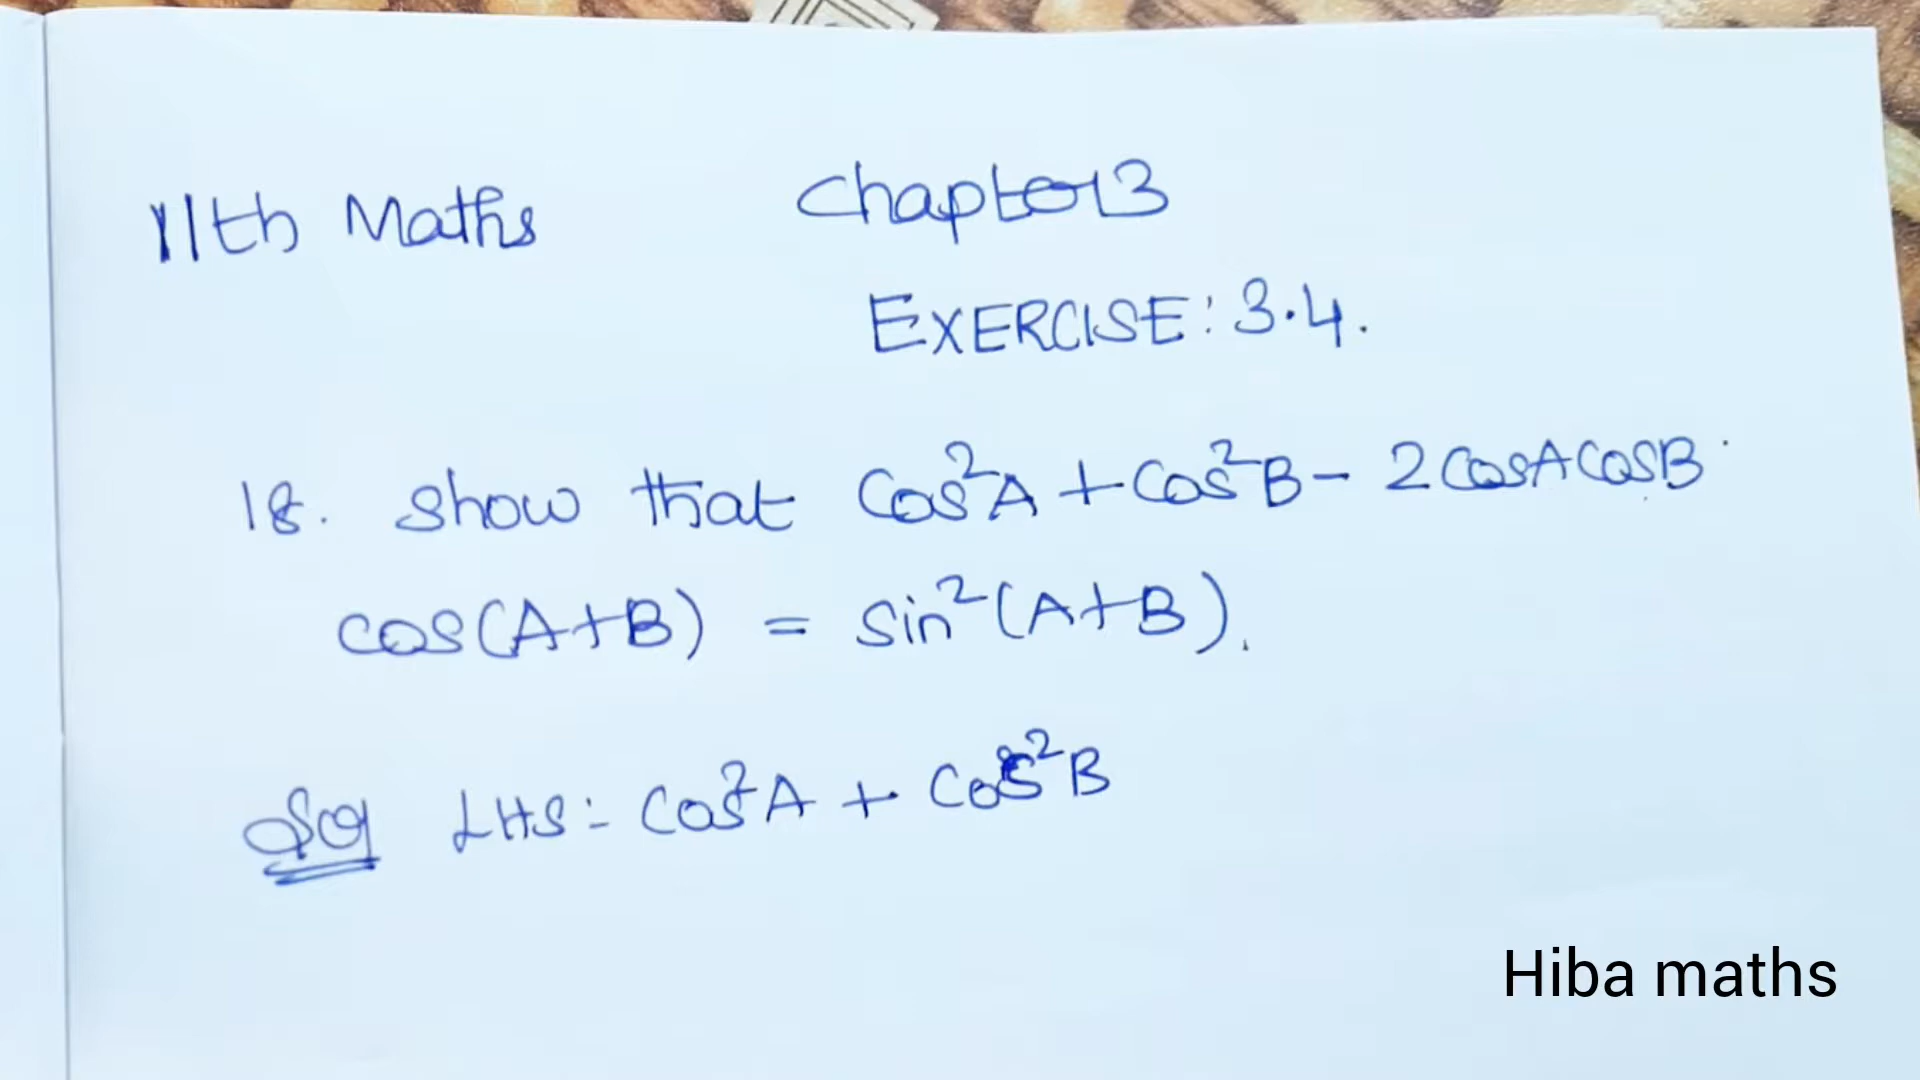 11th Maths Chapter 3
EXERCISE: 3.4.
18. Show that Cos²A + Cos²B - 2 CosA CosB
cos(A+B) = Sin²(A+B).
Sol LHS: Cos²A + Cos²B
Hiba maths